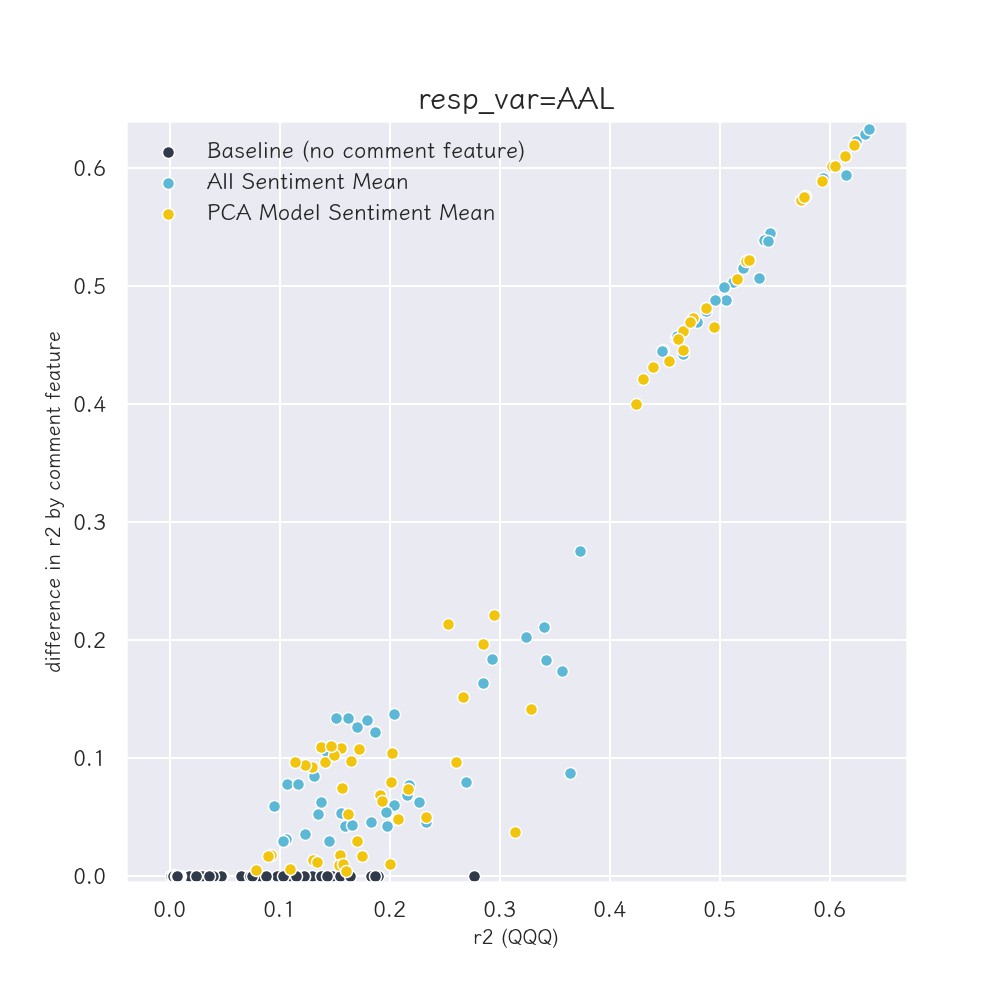 resp_var=AAL
Baseline (no comment feature)
All Sentiment Mean
PCA Model Sentiment Mean
difference in r2 by comment feature
0.6
0.5
0.4
0.3
0.2
0.1
0.0
0.0 0.1 0.2 0.3 0.4 0.5 0.6
r2 (QQQ)